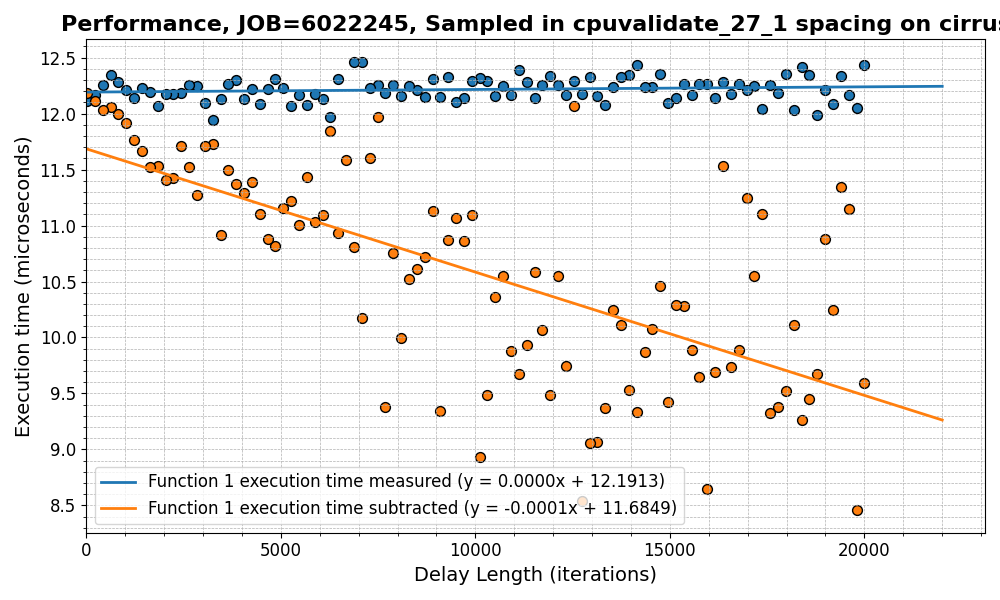 Performance, JOB=6022245, Sampled in cpuvalidate_27_1 spacing on cirrus
Execution time (microseconds)
12.5
12.0
11.5
11.0
10.5
10.0
9.5
9.0
8.5
Function 1 execution time measured (y = 0.0000x + 12.1913)
Function 1 execution time subtracted (y = -0.0001x + 11.6849)
0 5000 10000 15000 20000
Delay Length (iterations)